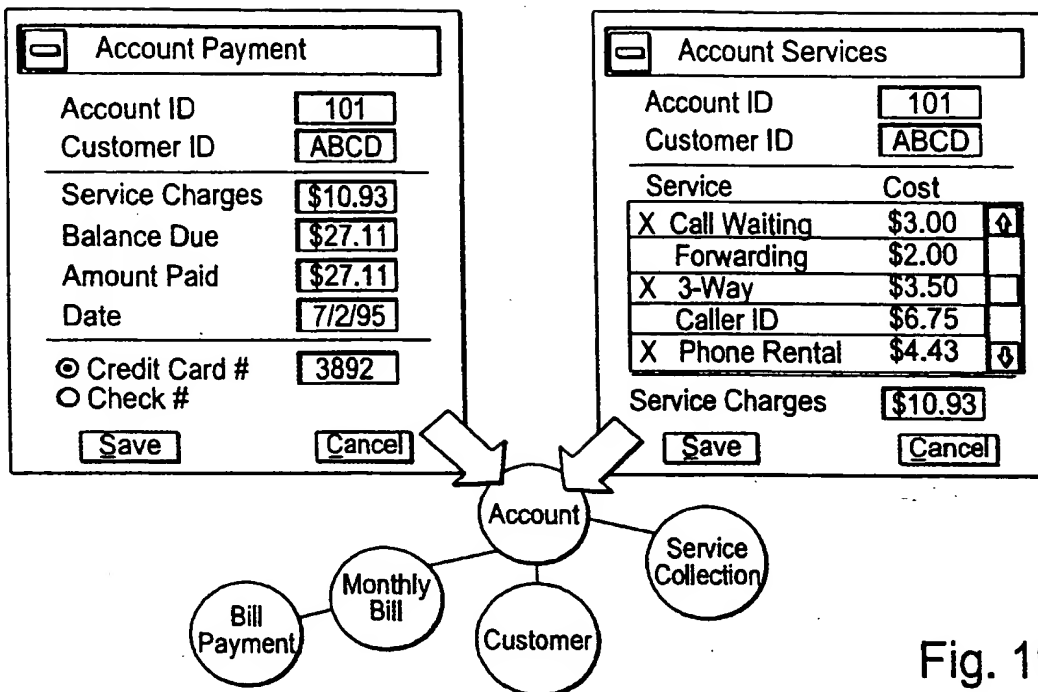 Account Payment
Account ID 101
Customer ID ABCD
Service Charges $10.93
Balance Due $27.11
Amount Paid $27.11
Date 7/2/95
Credit Card # 3892
Check #
Save Cancel
Account Services
Account ID 101
Customer ID ABCD
Service Cost
X Call Waiting $3.00
Forwarding $2.00
X 3-Way $3.50
Caller ID $6.75
X Phone Rental $4.43
Service Charges $10.93
Save Cancel
Account
Service
Collection
Monthly
Bill
Bill
Payment
Customer
Fig.